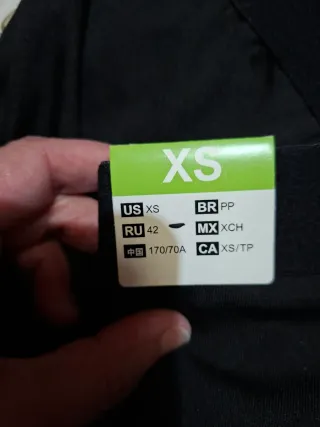 XS
US XS BR PP
RU 42 MX XCH
中国 170/70A CA XS/TP